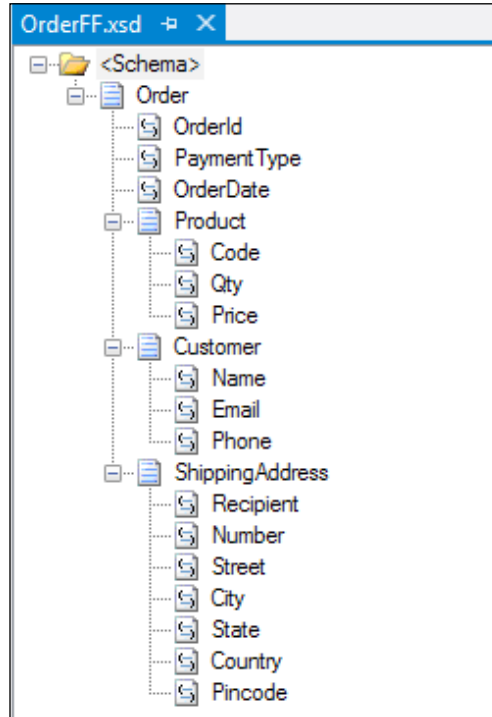 OrderFF.xsd
<Schema>
Order
OrderId
PaymentType
OrderDate
Product
Code
Qty
Price
Customer
Name
Email
Phone
ShippingAddress
Recipient
Number
Street
City
State
Country
Pincode